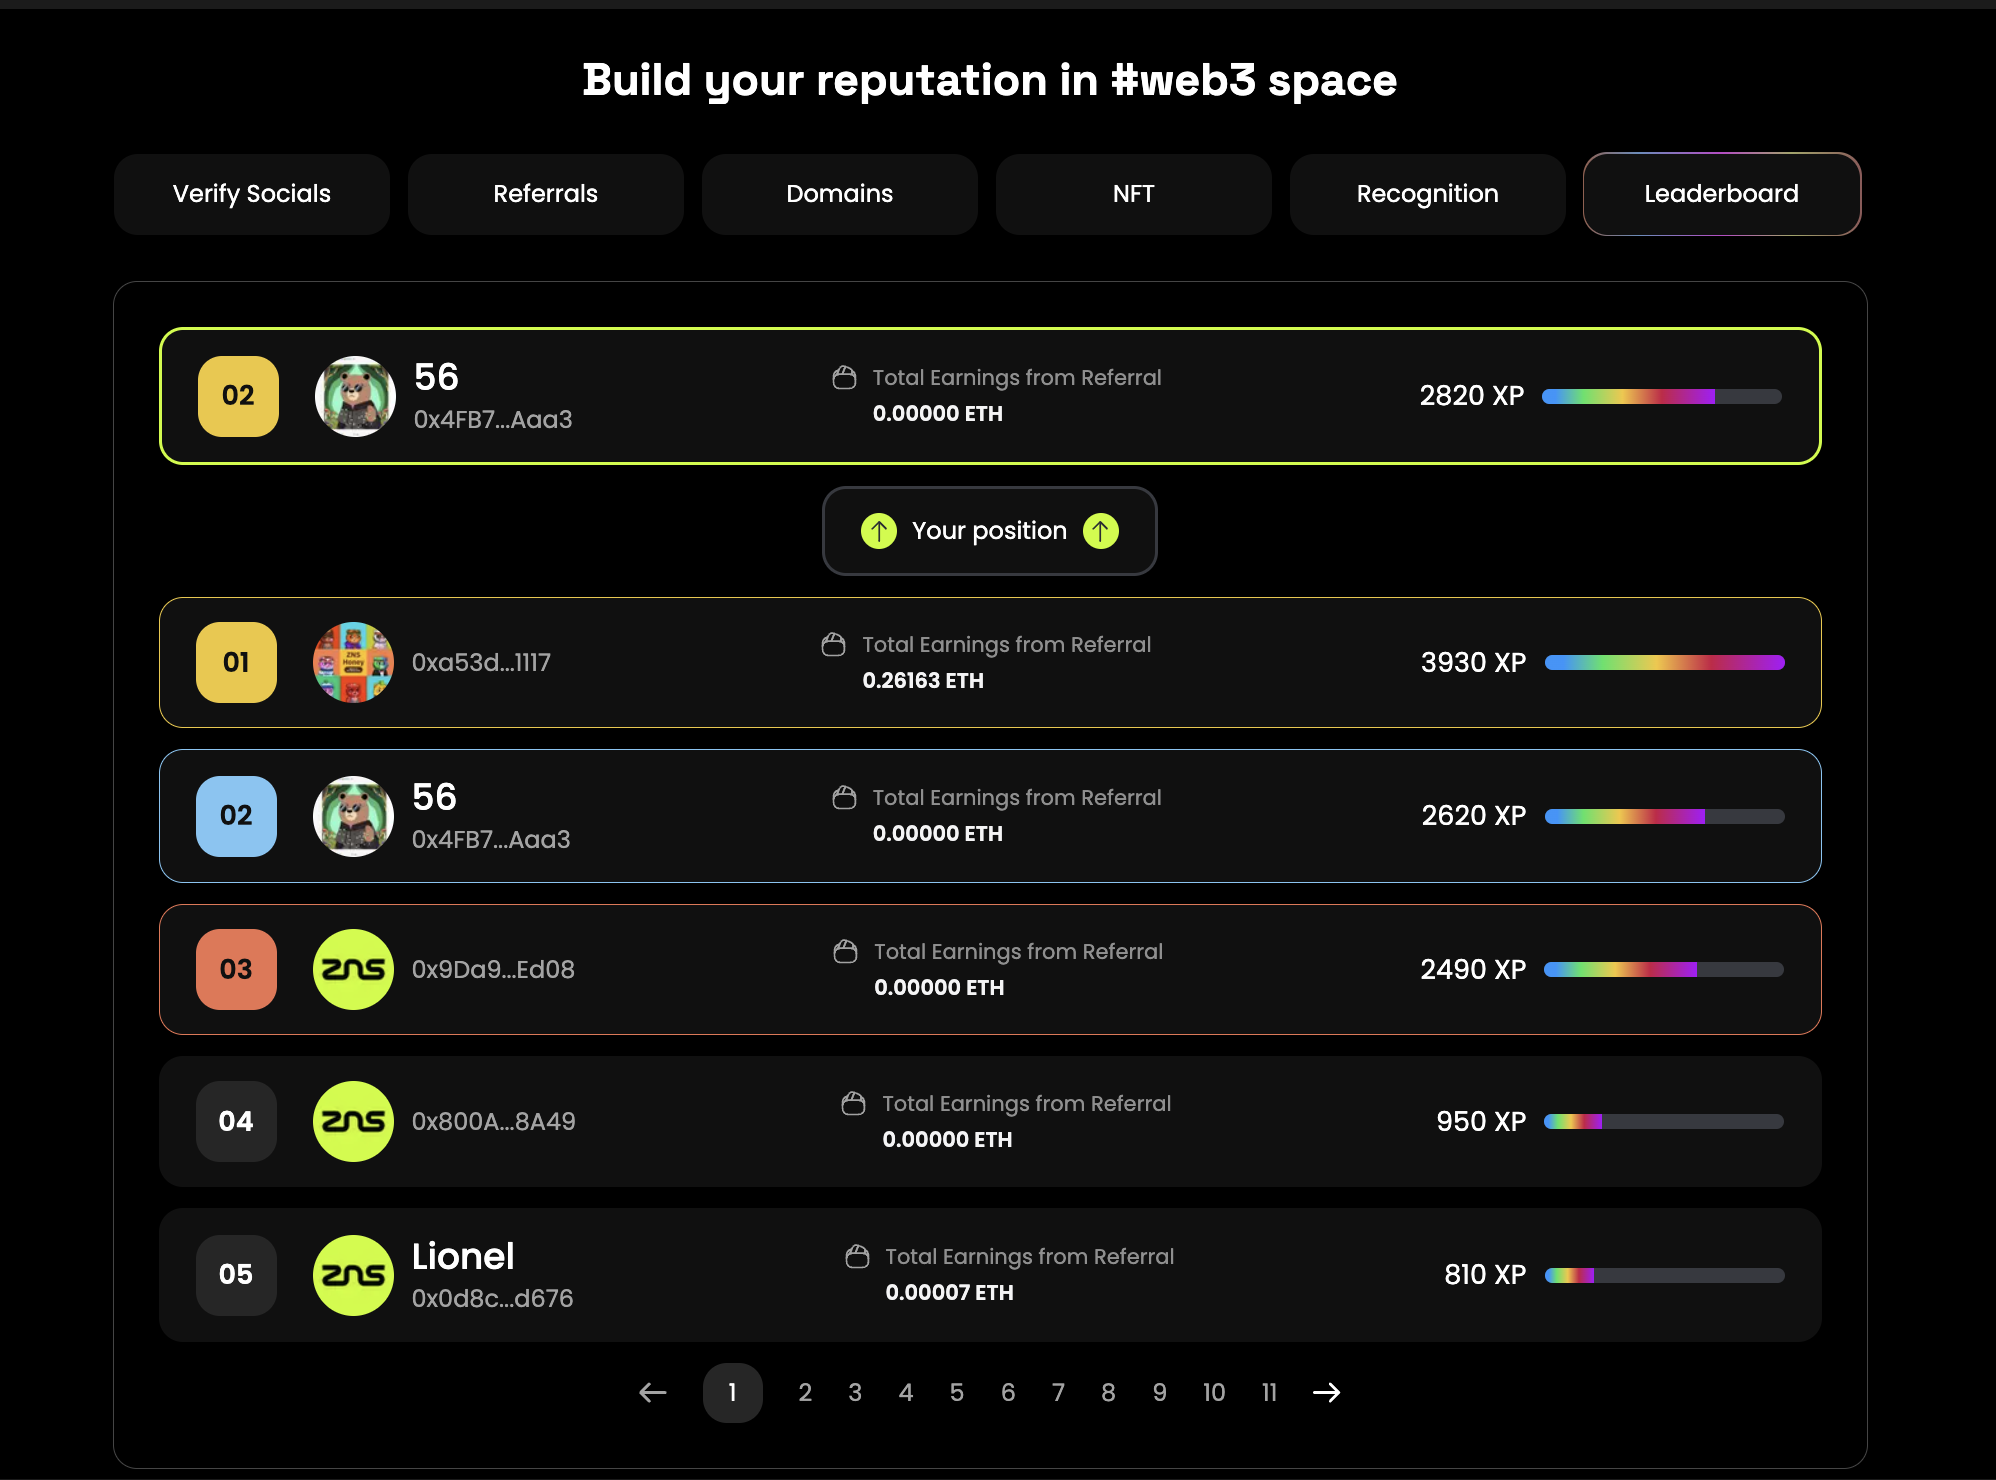 Build your reputation in #web3 space
Verify Socials
Referrals
Domains
NFT
Recognition
Leaderboard
02
56
0x4FB7...Aaa3
Total Earnings from Referral
0.00000 ETH
2820 XP
Your position
01
ZNS
Honey
0xa53d...1117
Total Earnings from Referral
0.26163 ETH
3930 XP
02
56
0x4FB7...Aaa3
Total Earnings from Referral
0.00000 ETH
2620 XP
03
ZNS
0x9Da9...Ed08
Total Earnings from Referral
0.00000 ETH
2490 XP
04
ZNS
0x800A...8A49
Total Earnings from Referral
0.00000 ETH
950 XP
05
ZNS
Lionel
0x0d8c...d676
Total Earnings from Referral
0.00007 ETH
810 XP
1 2 3 4 5 6 7 8 9 10 11